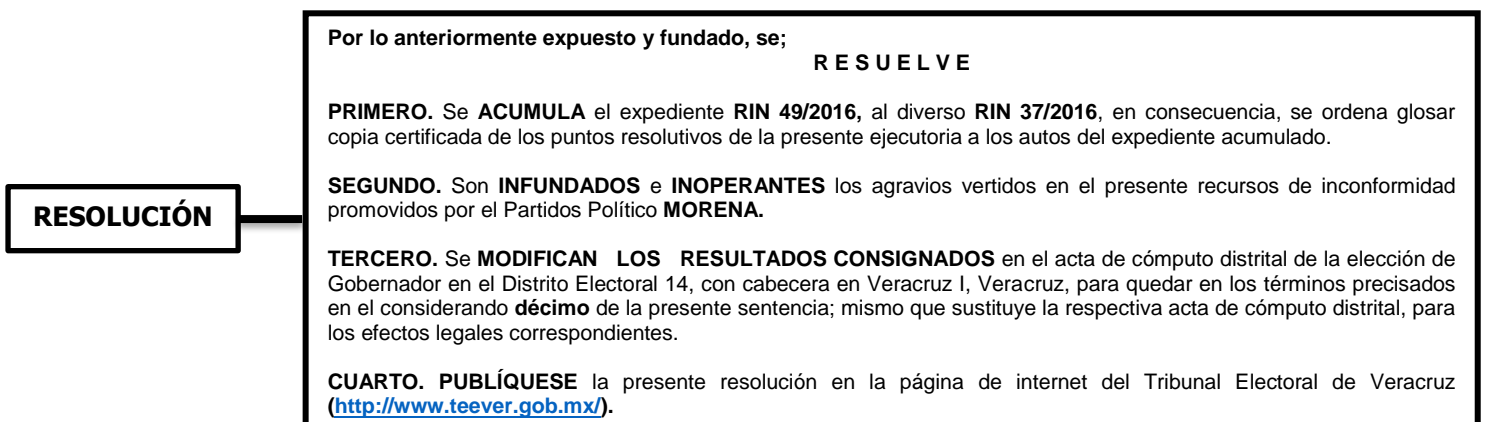 Por lo anteriormente expuesto y fundado, se;
R E S U E L V E
PRIMERO. Se ACUMULA el expediente RIN 49/2016, al diverso RIN 37/2016, en consecuencia, se ordena glosar
copia certificada de los puntos resolutivos de la presente ejecutoria a los autos del expediente acumulado.
SEGUNDO. Son INFUNDADOS e INOPERANTES los agravios vertidos en el presente recursos de inconformidad
promovidos por el Partidos Político MORENA.
RESOLUCIÓN
TERCERO. Se MODIFICAN LOS RESULTADOS CONSIGNADOS en el acta de cómputo distrital de la elección de
Gobernador en el Distrito Electoral 14, con cabecera en Veracruz I, Veracruz, para quedar en los términos precisados
en el considerando décimo de la presente sentencia; mismo que sustituye la respectiva acta de cómputo distrital, para
los efectos legales correspondientes.
CUARTO. PUBLÍQUESE la presente resolución en la página de internet del Tribunal Electoral de Veracruz
(http://www.teever.gob.mx/).